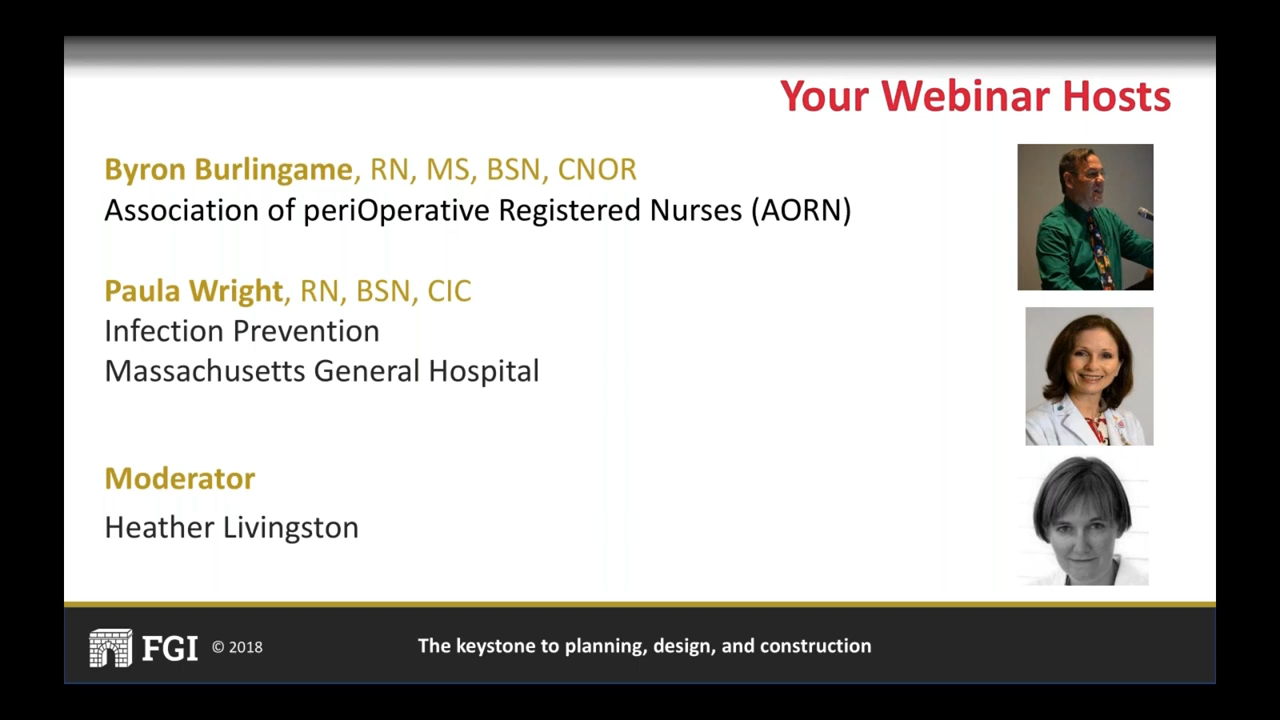 Your Webinar Hosts
Byron Burlingame, RN, MS, BSN, CNOR
Association of periOperative Registered Nurses (AORN)
Paula Wright, RN, BSN, CIC
Infection Prevention
Massachusetts General Hospital
Moderator
Heather Livingston
FGI © 2018
The keystone to planning, design, and construction